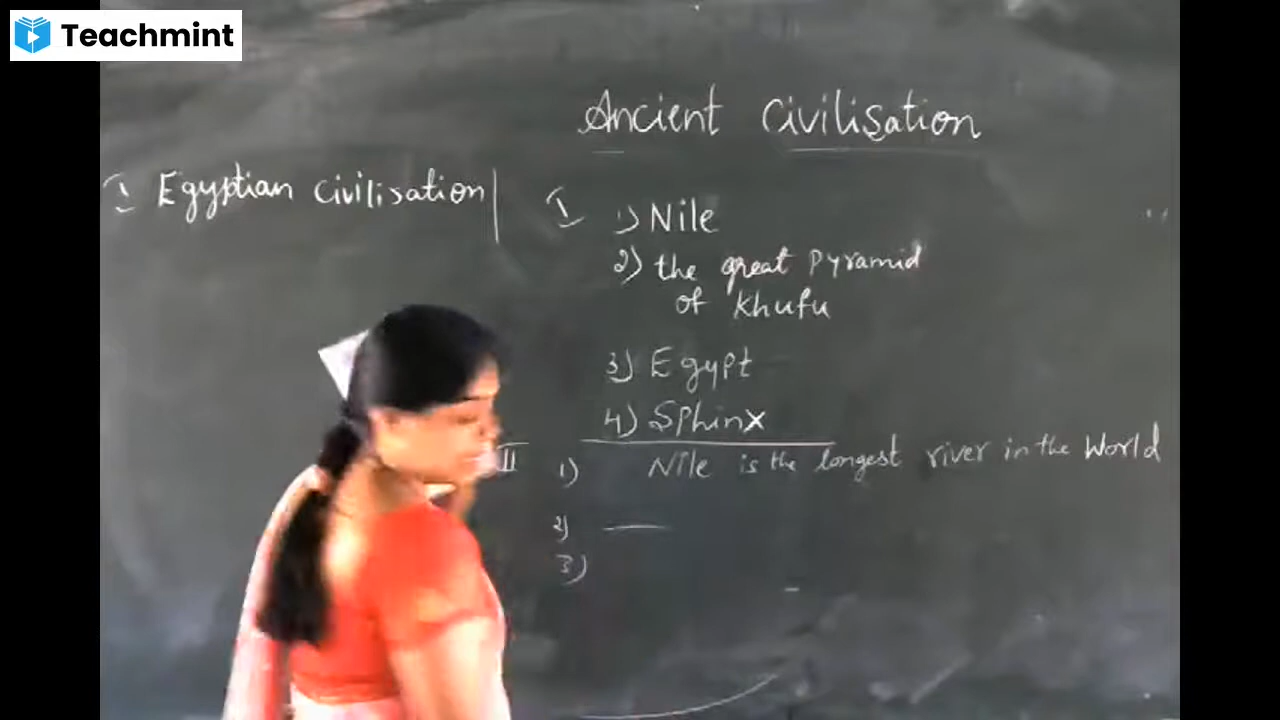 Teachmint
Ancient Civilisation
I Egyptian Civilisation
I 1) Nile
2) the great Pyramid
of Khufu
3) Egypt
4) Sphinx
II 1) Nile is the longest river in the World
2)
3)